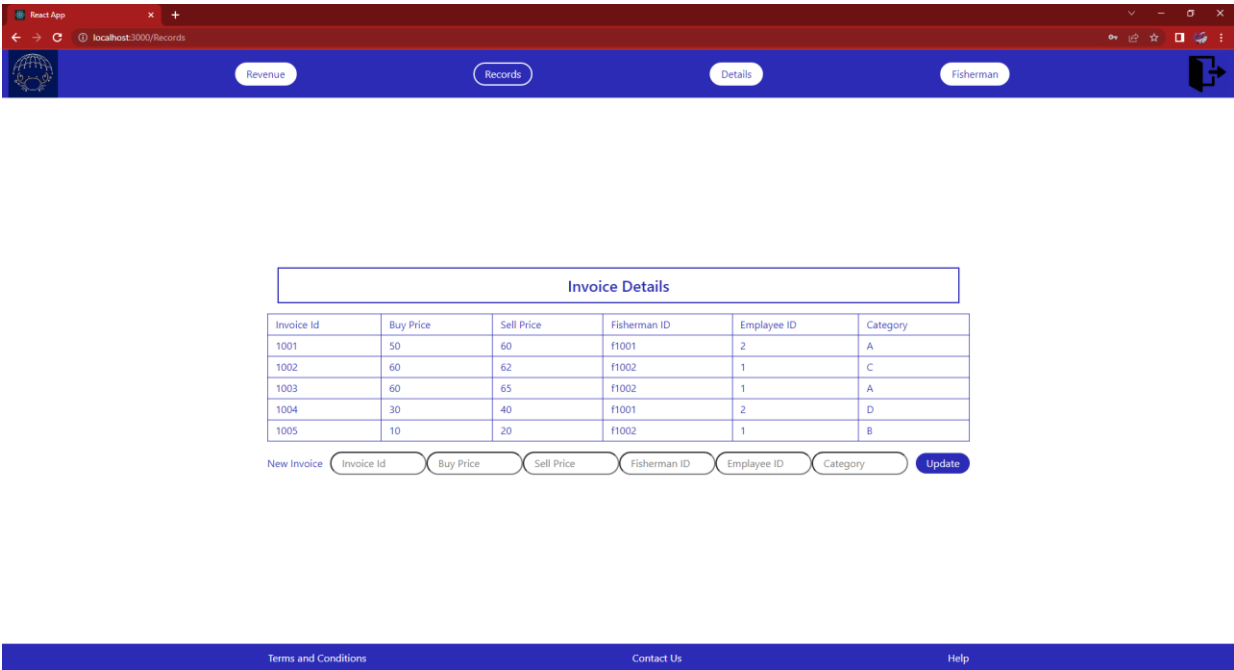 React App
localhost:3000/Records
Revenue Records Details Fisherman
Invoice Details
Invoice Id Buy Price Sell Price Fisherman ID Employee ID Category
1001 50 60 f1001 2 A
1002 60 62 f1002 1 C
1003 60 65 f1002 1 A
1004 30 40 f1001 2 D
1005 10 20 f1002 1 B
New Invoice Invoice Id Buy Price Sell Price Fisherman ID Employee ID Category Update
Terms and Conditions Contact Us Help